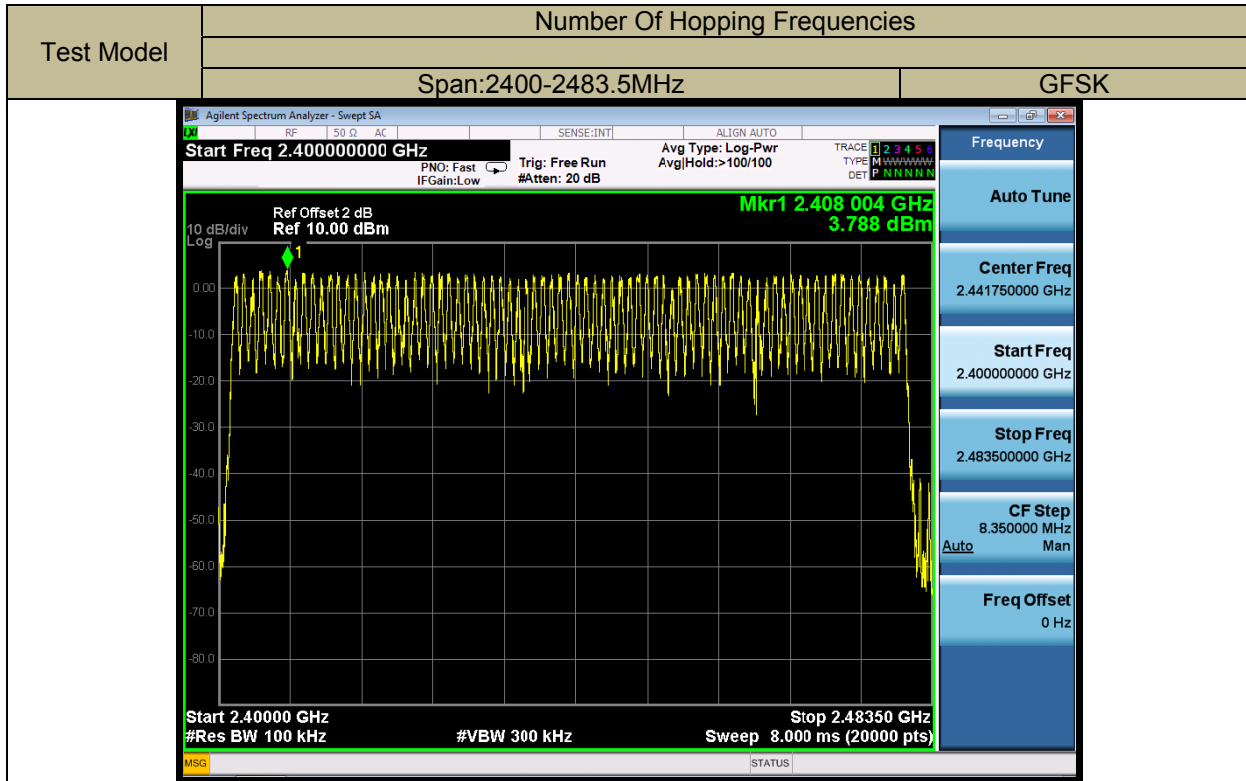 Test Model
Number Of Hopping Frequencies
Span:2400-2483.5MHz
GFSK
Agilent Spectrum Analyzer - Swept SA
LXI RF 50 Ω AC SENSE:INT ALIGN AUTO
Start Freq 2.400000000 GHz
PNO: Fast
IFGain:Low
Trig: Free Run
#Atten: 20 dB
Avg Type: Log-Pwr
Avg|Hold:>100/100
TRACE 1 2 3 4 5 6
TYPE M WWWWW
DET P N N N N N
Mkr1 2.408 004 GHz
3.788 dBm
Ref Offset 2 dB
10 dB/div Ref 10.00 dBm
Log
1
0.00
-10.0
-20.0
-30.0
-40.0
-50.0
-60.0
-70.0
-80.0
Start 2.40000 GHz Stop 2.48350 GHz
#Res BW 100 kHz #VBW 300 kHz Sweep 8.000 ms (20000 pts)
MSG STATUS
Frequency
Auto Tune
Center Freq
2.441750000 GHz
Start Freq
2.400000000 GHz
Stop Freq
2.483500000 GHz
CF Step
8.350000 MHz
Auto Man
Freq Offset
0 Hz